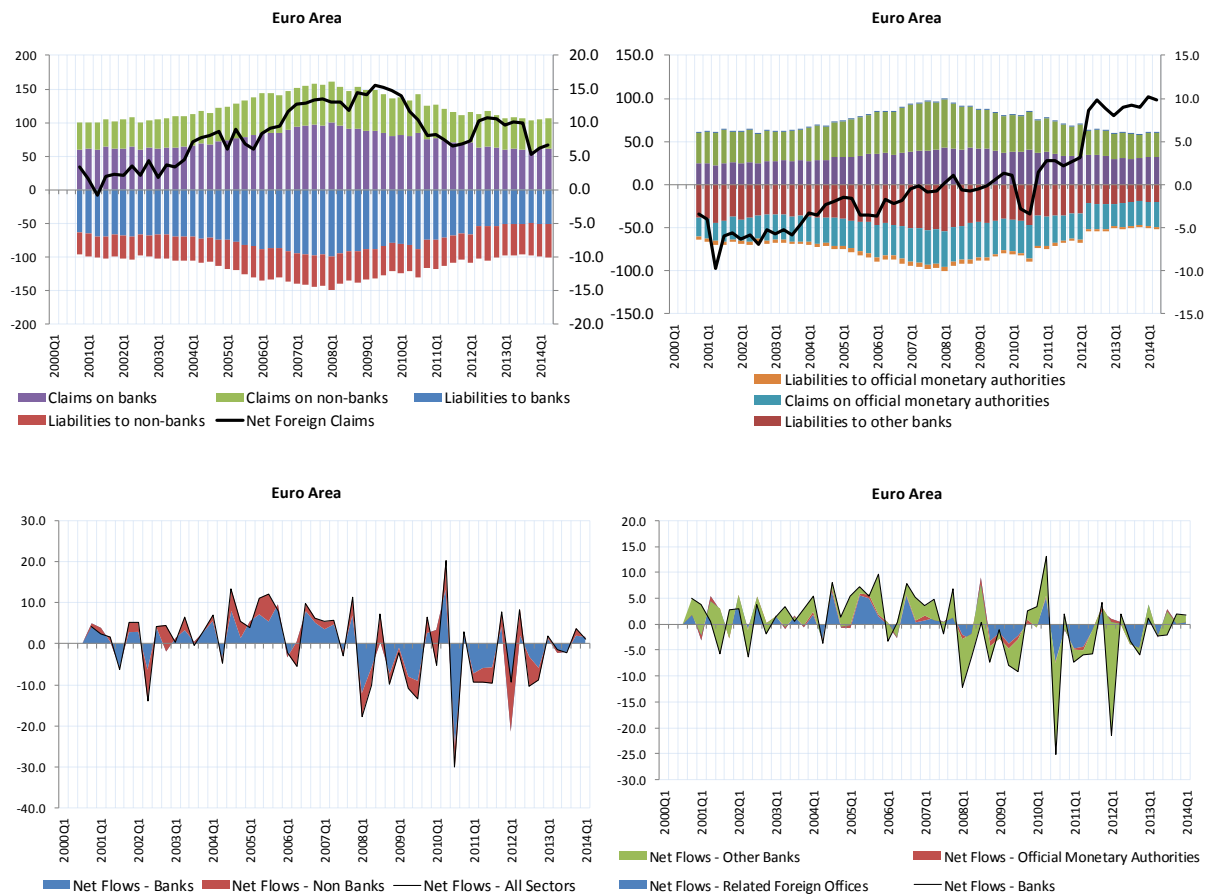 Euro Area
200
150
100
50
0
-50
-100
-150
-200
20.0
15.0
10.0
5.0
0.0
-5.0
-10.0
-15.0
-20.0
2000Q1
2001Q1
2002Q1
2003Q1
2004Q1
2005Q1
2006Q1
2007Q1
2008Q1
2009Q1
2010Q1
2011Q1
2012Q1
2013Q1
2014Q1
Claims on banks Claims on non-banks Liabilities to banks
Liabilities to non-banks Net Foreign Claims
Euro Area
150.0
100.0
50.0
0.0
-50.0
-100.0
-150.0
15.0
10.0
5.0
0.0
-5.0
-10.0
-15.0
2000Q1
2001Q1
2002Q1
2003Q1
2004Q1
2005Q1
2006Q1
2007Q1
2008Q1
2009Q1
2010Q1
2011Q1
2012Q1
2013Q1
2014Q1
Liabilities to official monetary authorities
Claims on official monetary authorities
Liabilities to other banks
Euro Area
30.0
20.0
10.0
0.0
-10.0
-20.0
-30.0
-40.0
2000Q1
2001Q1
2002Q1
2003Q1
2004Q1
2005Q1
2006Q1
2007Q1
2008Q1
2009Q1
2010Q1
2011Q1
2012Q1
2013Q1
2014Q1
Net Flows - Banks Net Flows - Non Banks Net Flows - All Sectors
Euro Area
20.0
15.0
10.0
5.0
0.0
-5.0
-10.0
-15.0
-20.0
-25.0
-30.0
2000Q1
2001Q1
2002Q1
2003Q1
2004Q1
2005Q1
2006Q1
2007Q1
2008Q1
2009Q1
2010Q1
2011Q1
2012Q1
2013Q1
2014Q1
Net Flows - Other Banks Net Flows - Official Monetary Authorities
Net Flows - Related Foreign Offices Net Flows - Banks